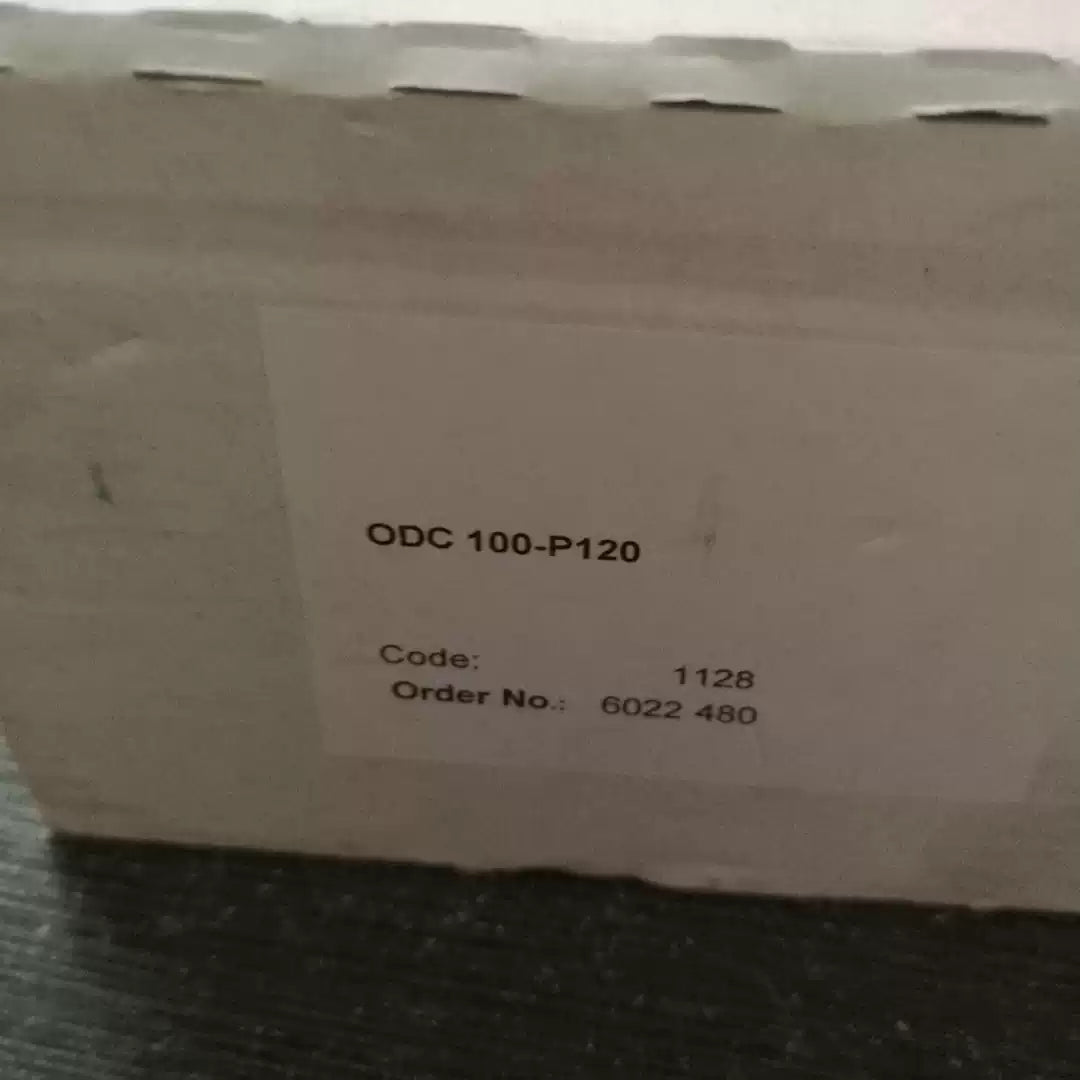 ODC 100-P120
Code: 1128
Order No.: 6022 480